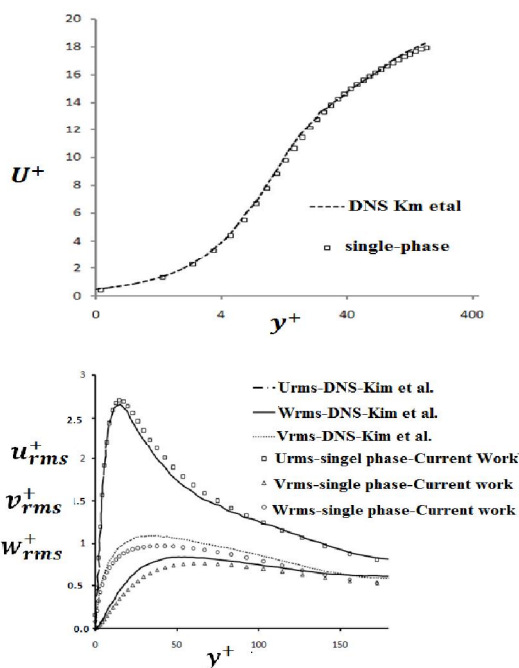 20
18
16
14
12
10
8
6
4
2
0
U+
DNS Km etal
single-phase
0
4
40
400
y+
3
2.5
2
1.5
1
0.5
0
u+rms
v+rms
w+rms
Urms-DNS-Kim et al.
Wrms-DNS-Kim et al.
Vrms-DNS-Kim et al.
Urms-singel phase-Current Work
Vrms-single phase-Current work
Wrms-single phase-Current work
0
50
100
150
y+